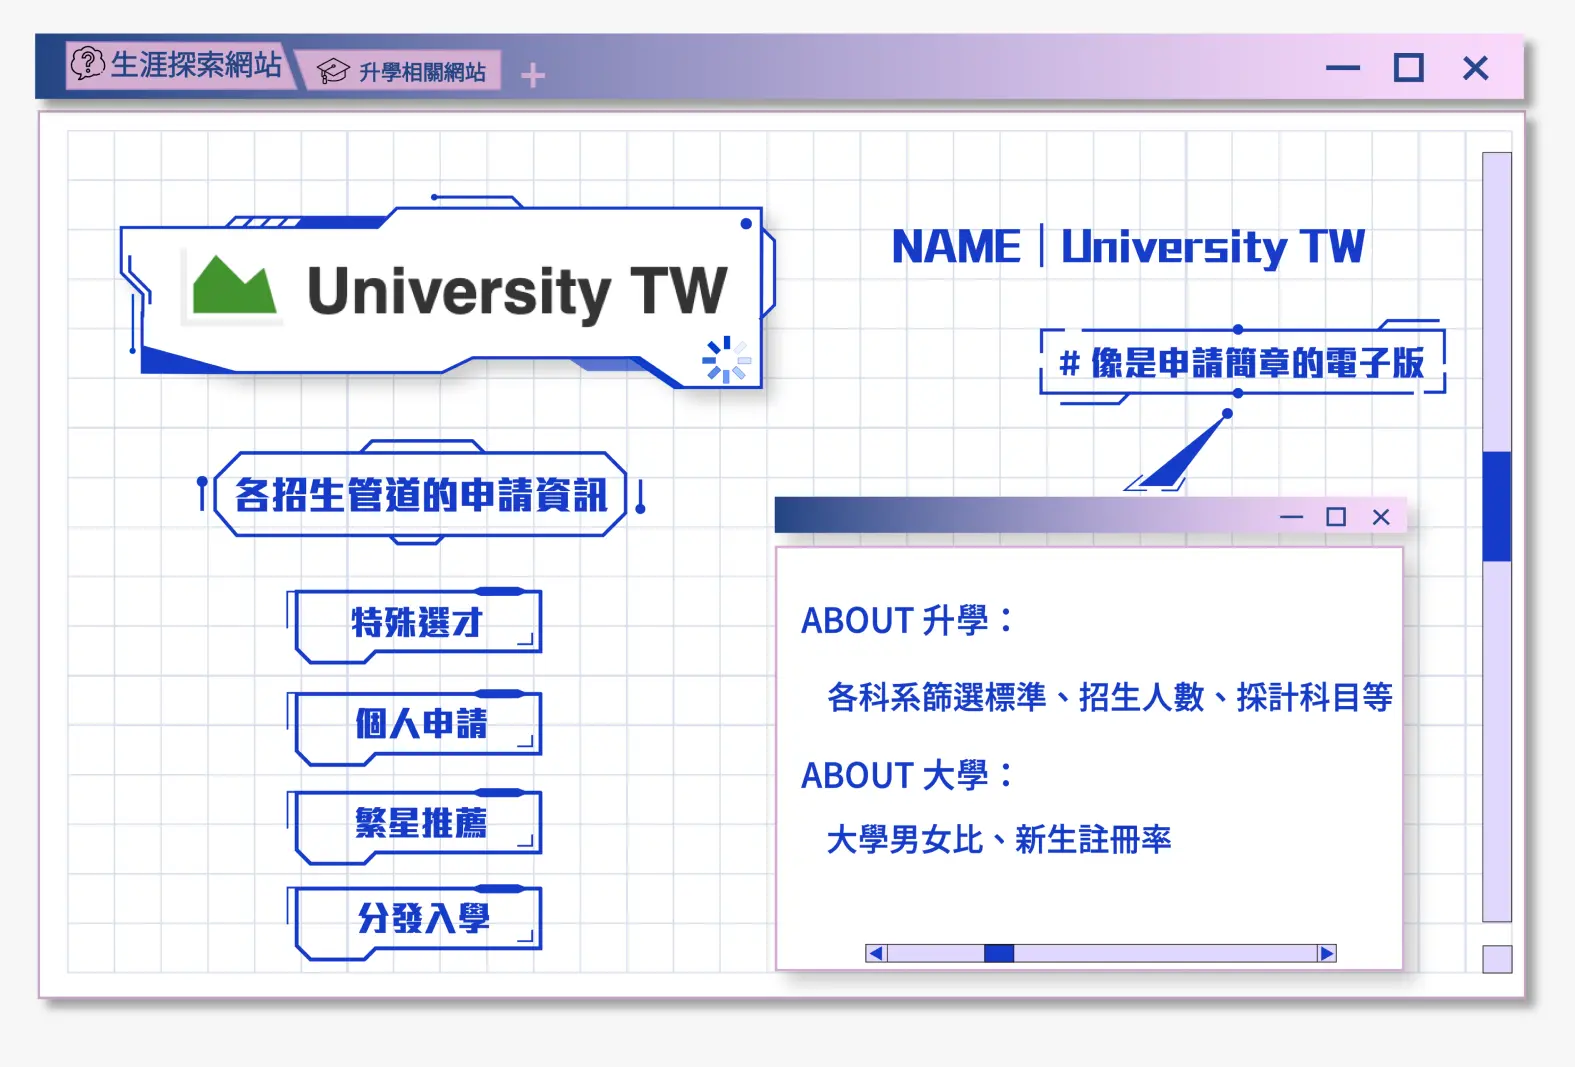 生涯探索網站
升學相關網站
University TW
NAME｜University TW
# 像是申請簡章的電子版
各招生管道的申請資訊
特殊選才
個人申請
繁星推薦
分發入學
ABOUT 升學：
各科系篩選標準、招生人數、採計科目等
ABOUT 大學：
大學男女比、新生註冊率